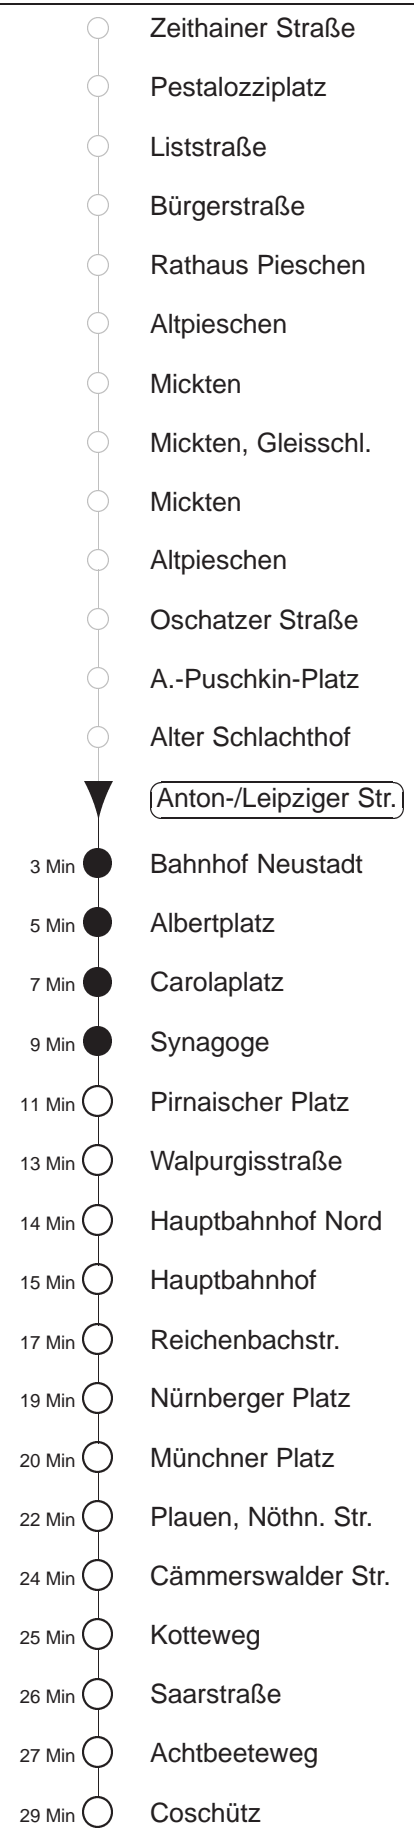 Zeithainer Straße
Pestalozziplatz
Liststraße
Bürgerstraße
Rathaus Pieschen
Altpieschen
Mickten
Mickten, Gleisschl.
Mickten
Altpieschen
Oschatzer Straße
A.-Puschkin-Platz
Alter Schlachthof
Anton-/Leipziger Str.
3 Min Bahnhof Neustadt
5 Min Albertplatz
7 Min Carolaplatz
9 Min Synagoge
11 Min Pirnaischer Platz
13 Min Walpurgisstraße
14 Min Hauptbahnhof Nord
15 Min Hauptbahnhof
17 Min Reichenbachstr.
19 Min Nürnberger Platz
20 Min Münchner Platz
22 Min Plauen, Nöthn. Str.
24 Min Cämmerswalder Str.
25 Min Kotteweg
26 Min Saarstraße
27 Min Achtbeeteweg
29 Min Coschütz